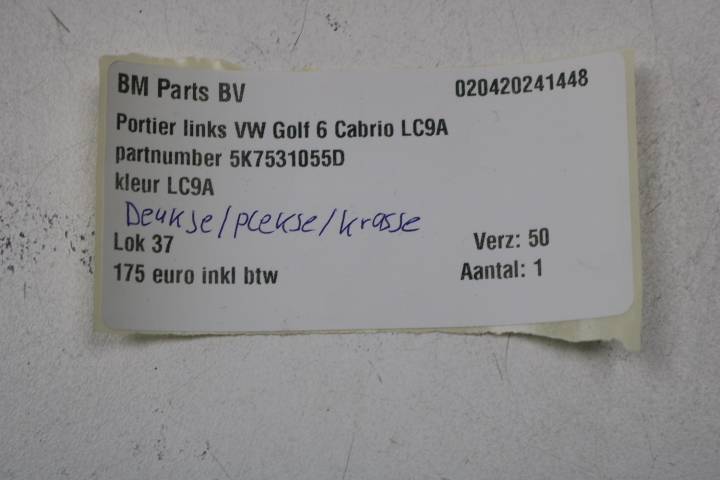 BM Parts BV 020420241448
Portier links VW Golf 6 Cabrio LC9A
partnumber 5K7531055D
kleur LC9A
Deukse/plekse/krasse
Lok 37 Verz: 50
175 euro inkl btw Aantal: 1